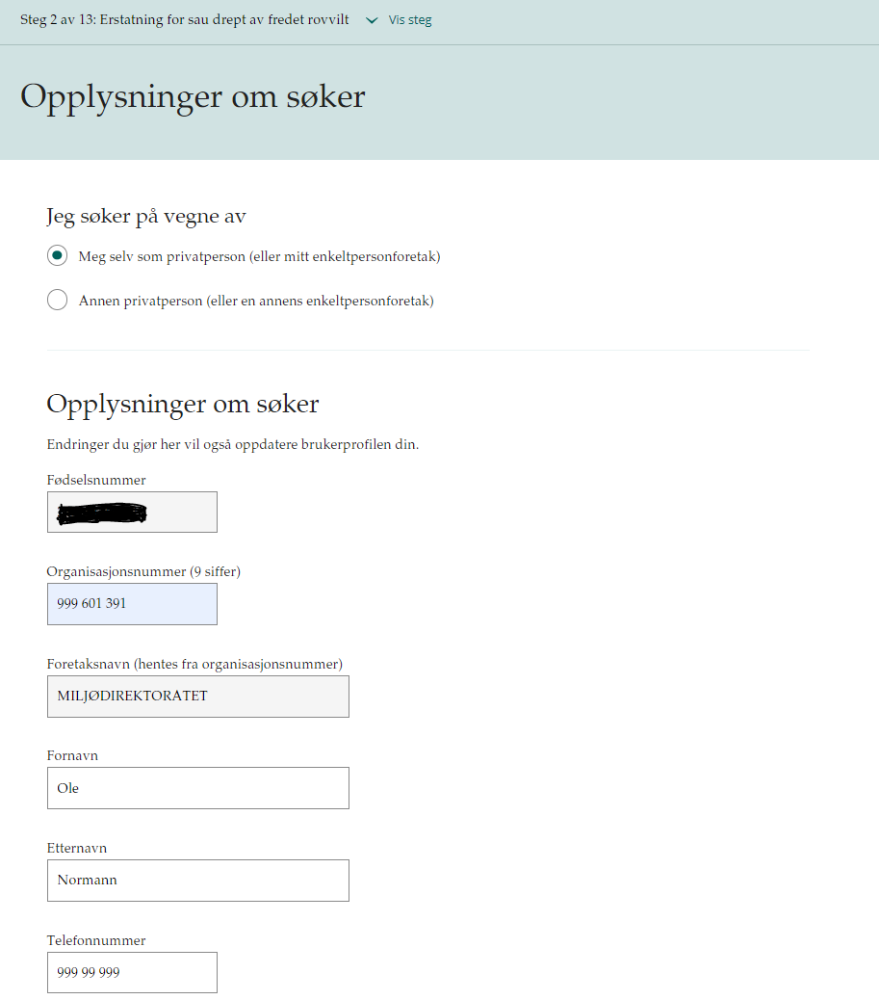 Steg 2 av 13: Erstatning for sau drept av fredet rovvilt Vis steg
Opplysninger om søker
Jeg søker på vegne av
Meg selv som privatperson (eller mitt enkeltpersonforetak)
Annen privatperson (eller en annens enkeltpersonforetak)
Opplysninger om søker
Endringer du gjør her vil også oppdatere brukerprofilen din.
Fødselsnummer
Organisasjonsnummer (9 siffer)
999 601 391
Foretaksnavn (hentes fra organisasjonsnummer)
MILJØDIREKTORATET
Fornavn
Ole
Etternavn
Normann
Telefonnummer
999 99 999